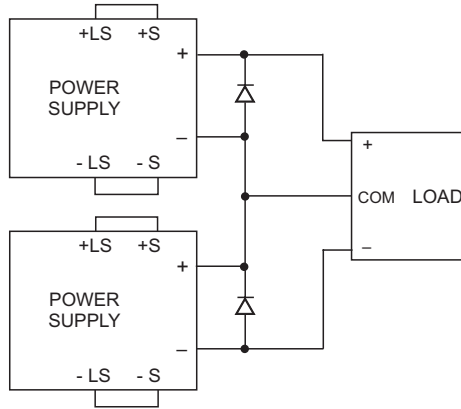 +LS +S
+
POWER
SUPPLY
–
- LS - S
+
COM LOAD
–
+LS +S
+
POWER
SUPPLY
–
- LS - S